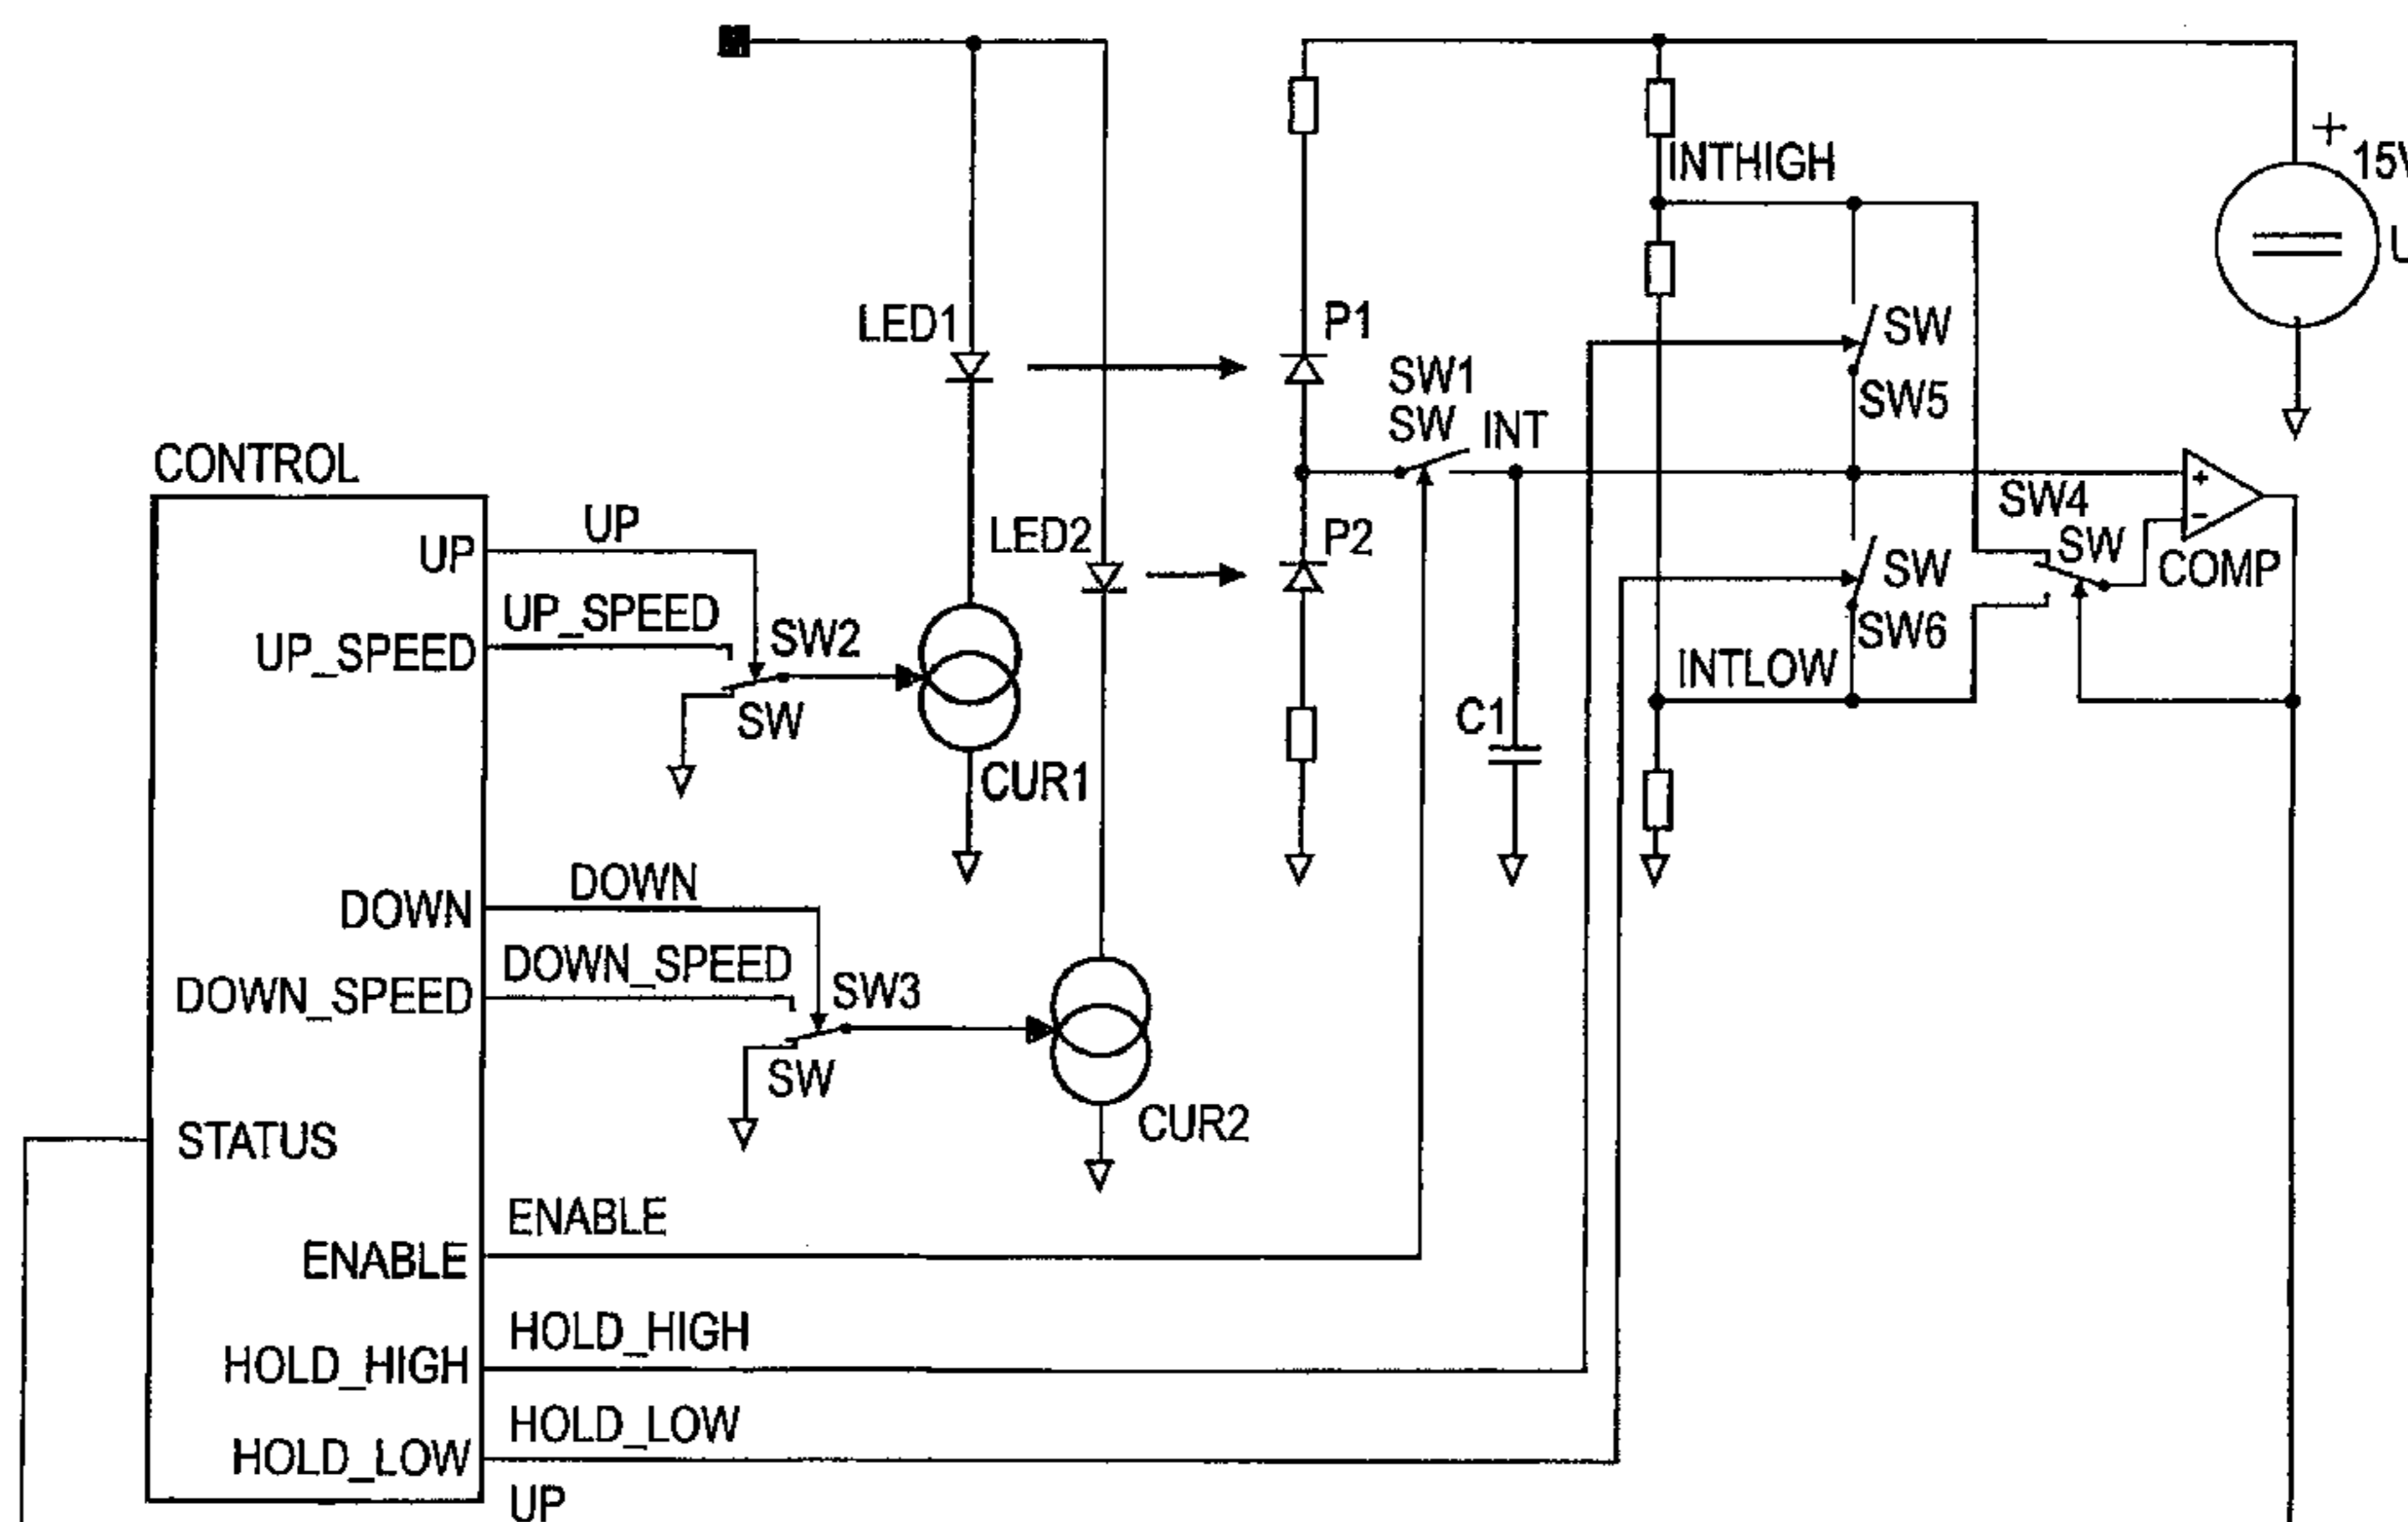 +
15V
U
INTHIGH
LED1
P1
SW
SW5
SW1
SW
INT
CONTROL
UP
UP
LED2
P2
SW4
SW
+
-
COMP
SW
SW6
UP_SPEED
UP_SPEED
SW2
SW
INTLOW
C1
CUR1
DOWN
DOWN
DOWN_SPEED
DOWN_SPEED
SW3
SW
CUR2
STATUS
ENABLE
ENABLE
HOLD_HIGH
HOLD_HIGH
HOLD_LOW
HOLD_LOW
UP